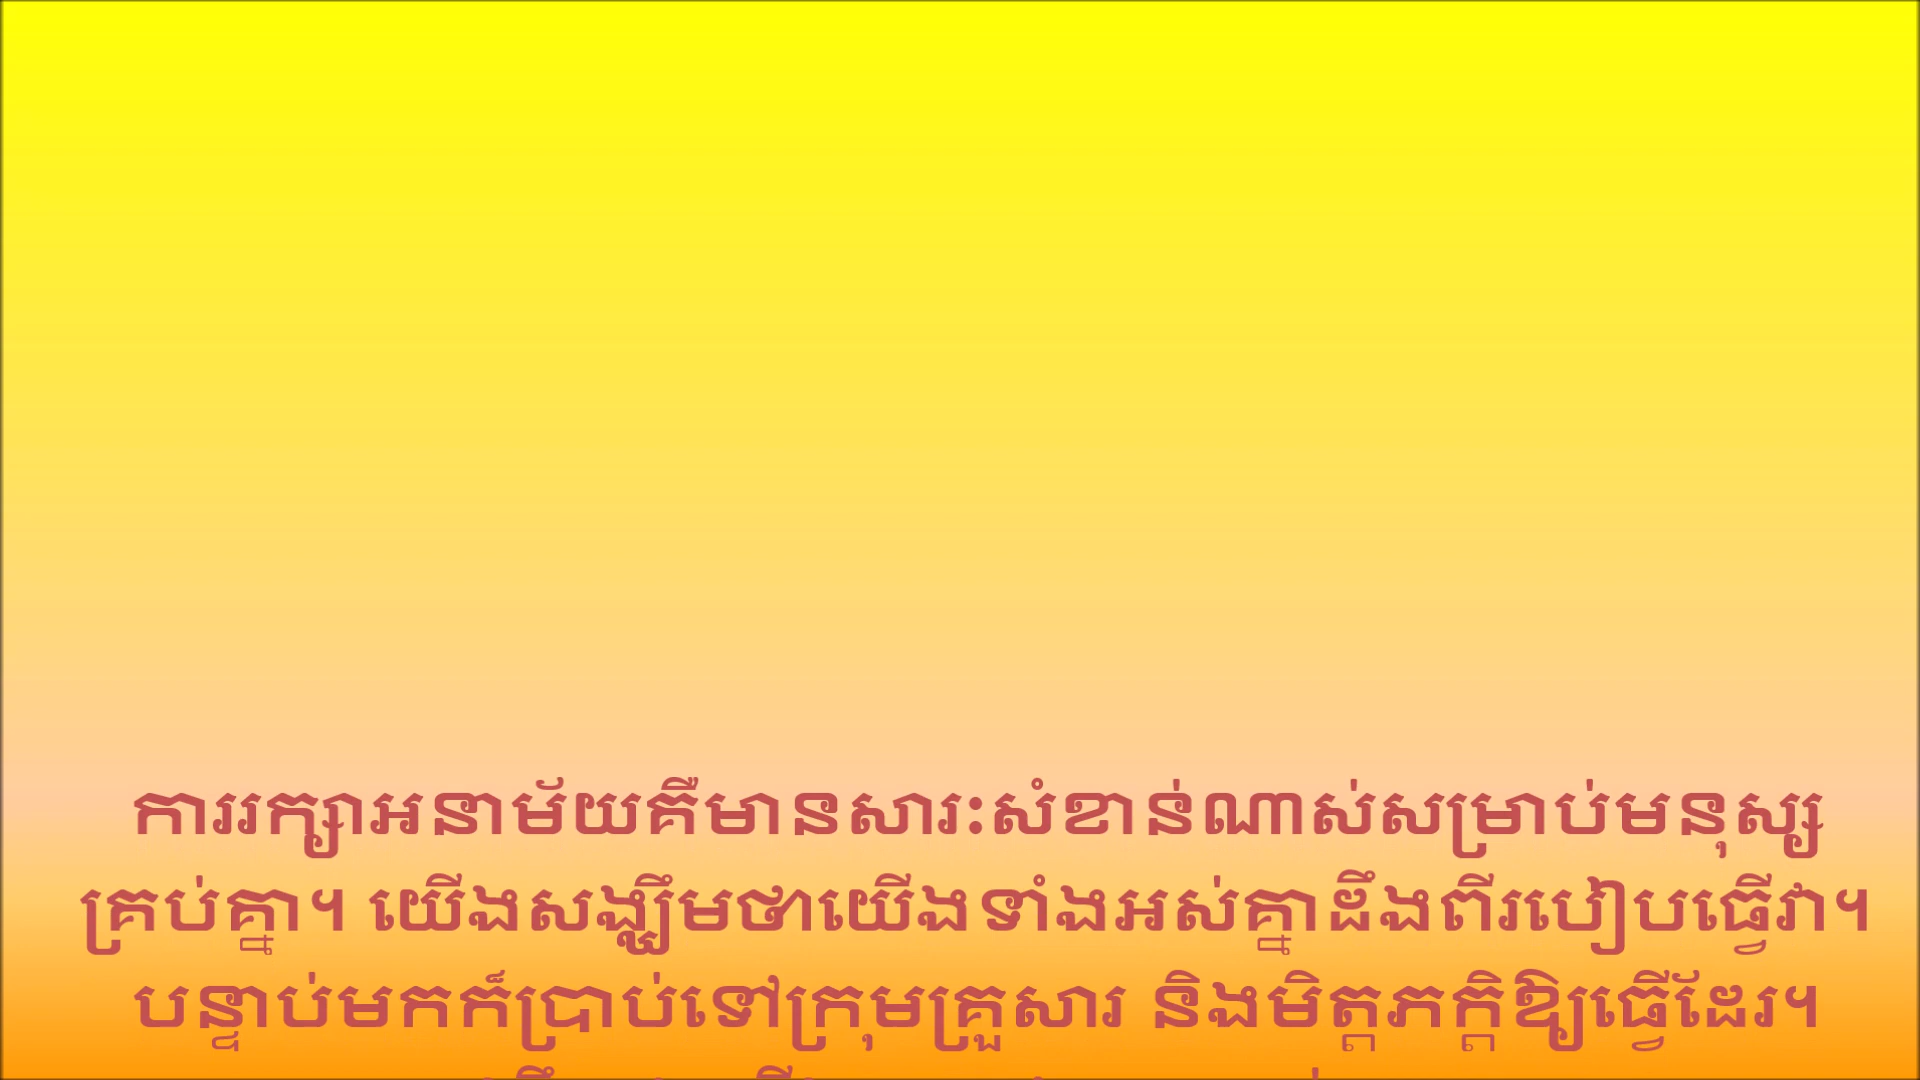 ការរក្សាអនាម័យគឺមានសារៈសំខាន់ណាស់សម្រាប់មនុស្ស
គ្រប់គ្នា។ យើងសង្ឃឹមថាយើងទាំងអស់គ្នាដឹងពីរបៀបធ្វើវា។
បន្ទាប់មកក៏ប្រាប់ទៅក្រុមគ្រួសារ និងមិត្តភក្តិឱ្យធ្វើដែរ។